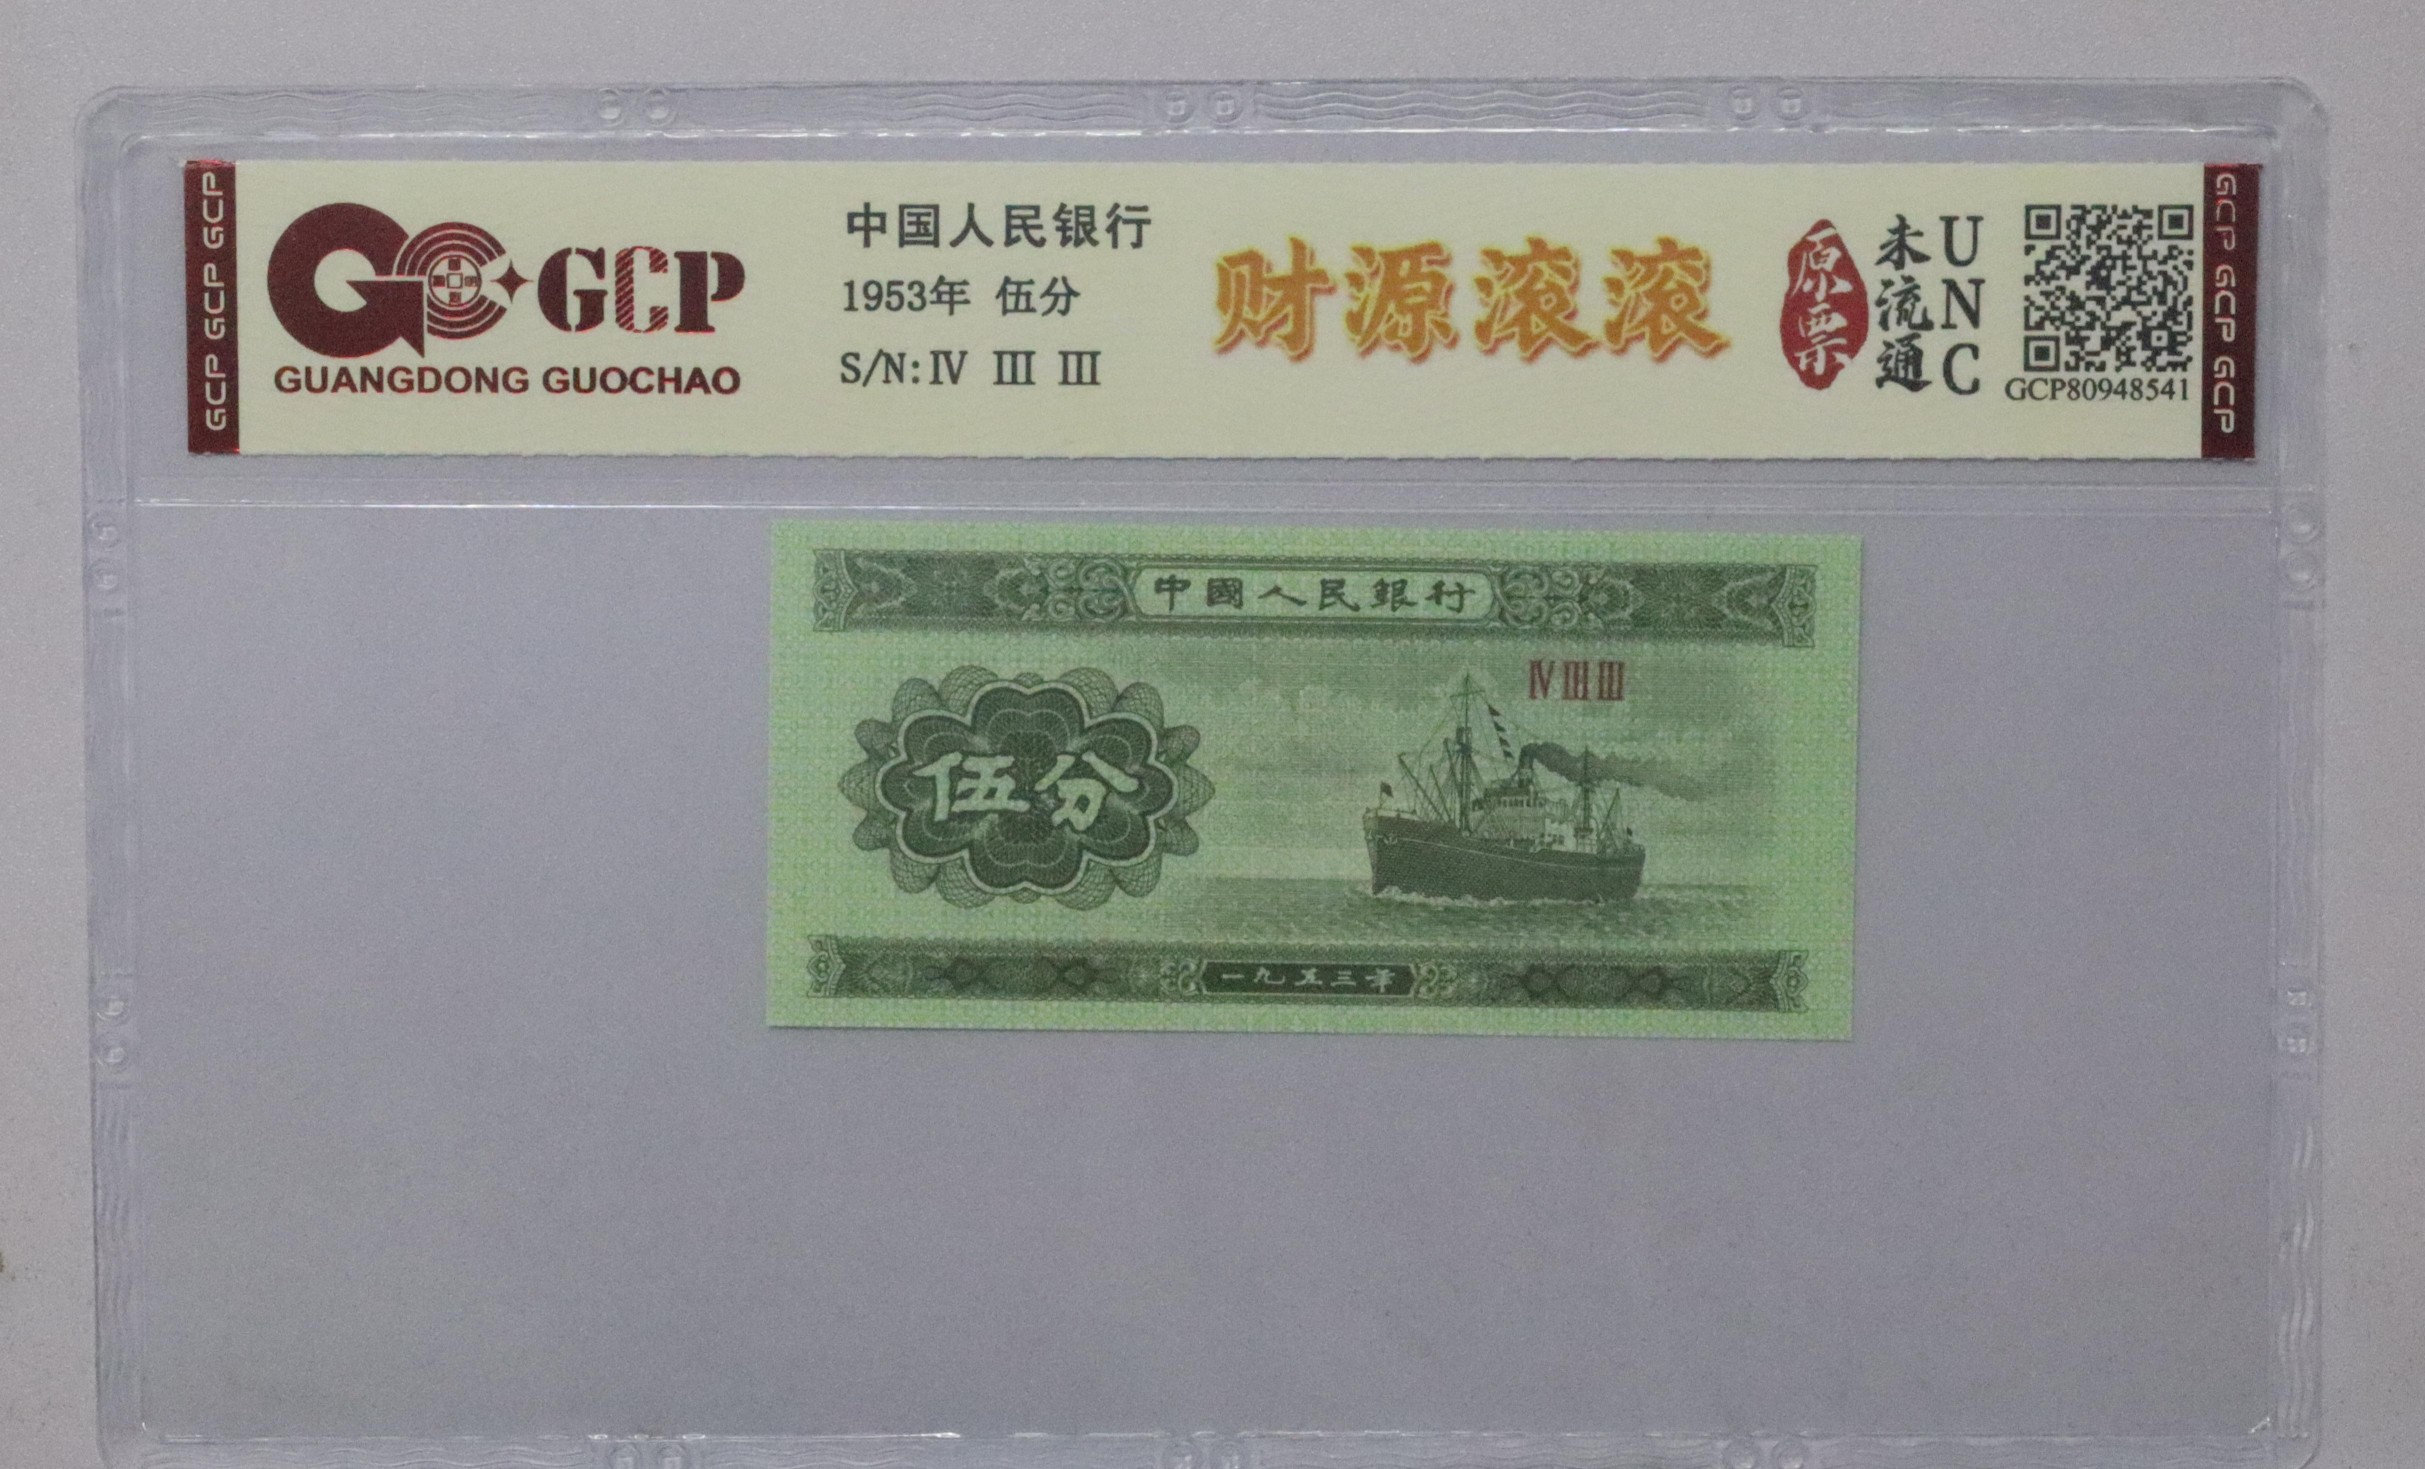 GCP GCP GCP
GCP
GUANGDONG GUOCHAO
中国人民银行
1953年 伍分
S/N: Ⅳ Ⅲ Ⅲ
财源滚滚
原票
未流通
UNC
GCP80948541
GCP GCP GCP
中國人民銀行
Ⅳ Ⅲ Ⅲ
伍分
一九五三年